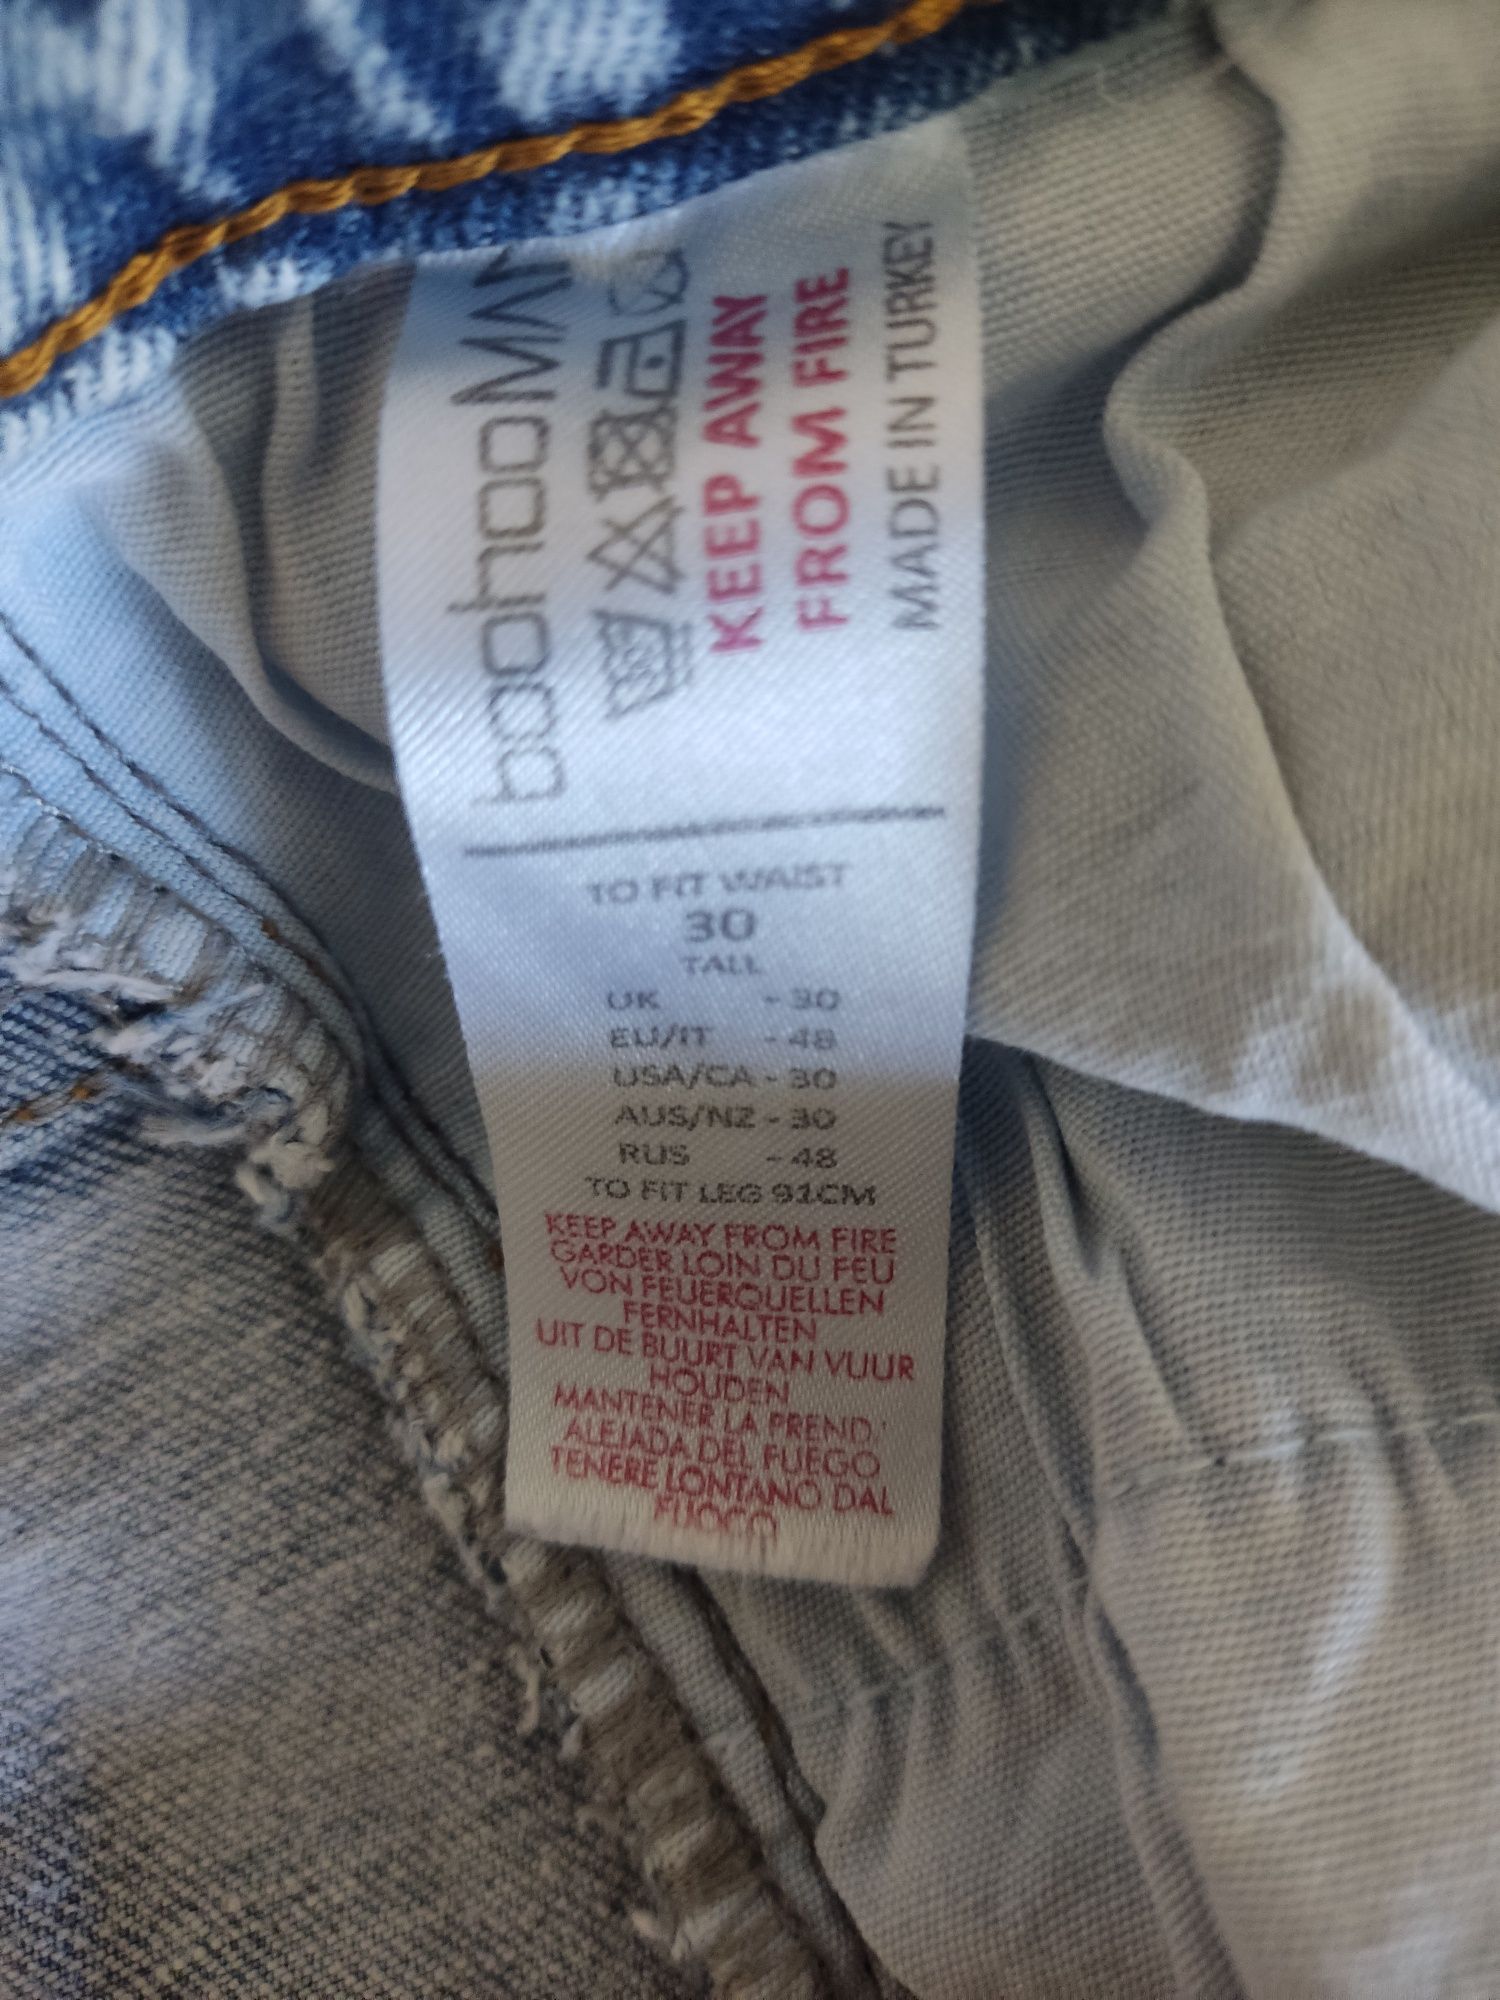 boohooMAN
30°
KEEP AWAY
FROM FIRE
MADE IN TURKEY
TO FIT WAIST
30
TALL
UK - 30
EU/IT - 48
USA/CA - 30
AUS/NZ - 30
RUS - 48
TO FIT LEG 91CM
KEEP AWAY FROM FIRE
GARDER LOIN DU FEU
VON FEUERQUELLEN
FERNHALTEN
UIT DE BUURT VAN VUUR
HOUDEN
MANTENER LA PREND.
ALEJADA DEL FUEGO
TENERE LONTANO DAL
FUOCO